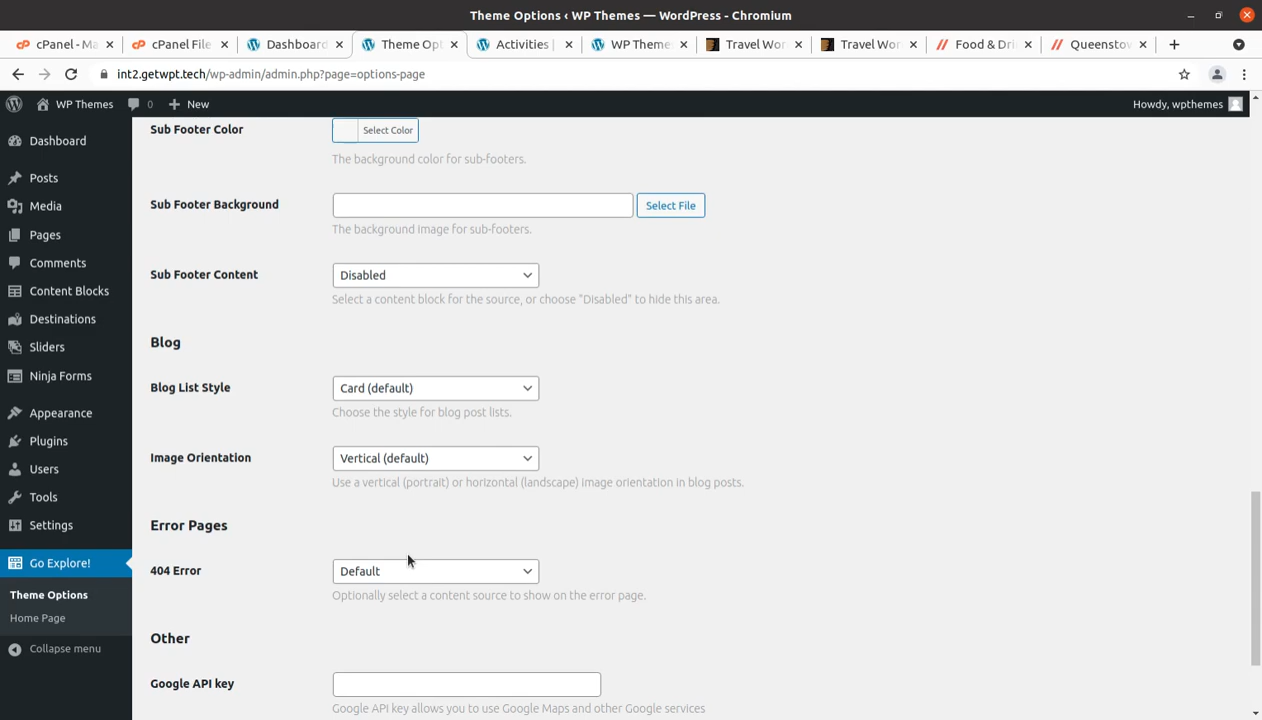 Theme Options ‹ WP Themes — WordPress - Chromium
cPanel - Ma
cPanel File
Dashboard
Theme Opt
Activities |
WP Theme
Travel Wor
Travel Wor
Food & Dri
Queenstov
int2.getwpt.tech/wp-admin/admin.php?page=options-page
WP Themes
0
New
Howdy, wpthemes
Dashboard
Posts
Media
Pages
Comments
Content Blocks
Destinations
Sliders
Ninja Forms
Appearance
Plugins
Users
Tools
Settings
Go Explore!
Theme Options
Home Page
Collapse menu
Sub Footer Color
Select Color
The background color for sub-footers.
Sub Footer Background
Select File
The background image for sub-footers.
Sub Footer Content
Disabled
Select a content block for the source, or choose "Disabled" to hide this area.
Blog
Blog List Style
Card (default)
Choose the style for blog post lists.
Image Orientation
Vertical (default)
Use a vertical (portrait) or horizontal (landscape) image orientation in blog posts.
Error Pages
404 Error
Default
Optionally select a content source to show on the error page.
Other
Google API key
Google API key allows you to use Google Maps and other Google services